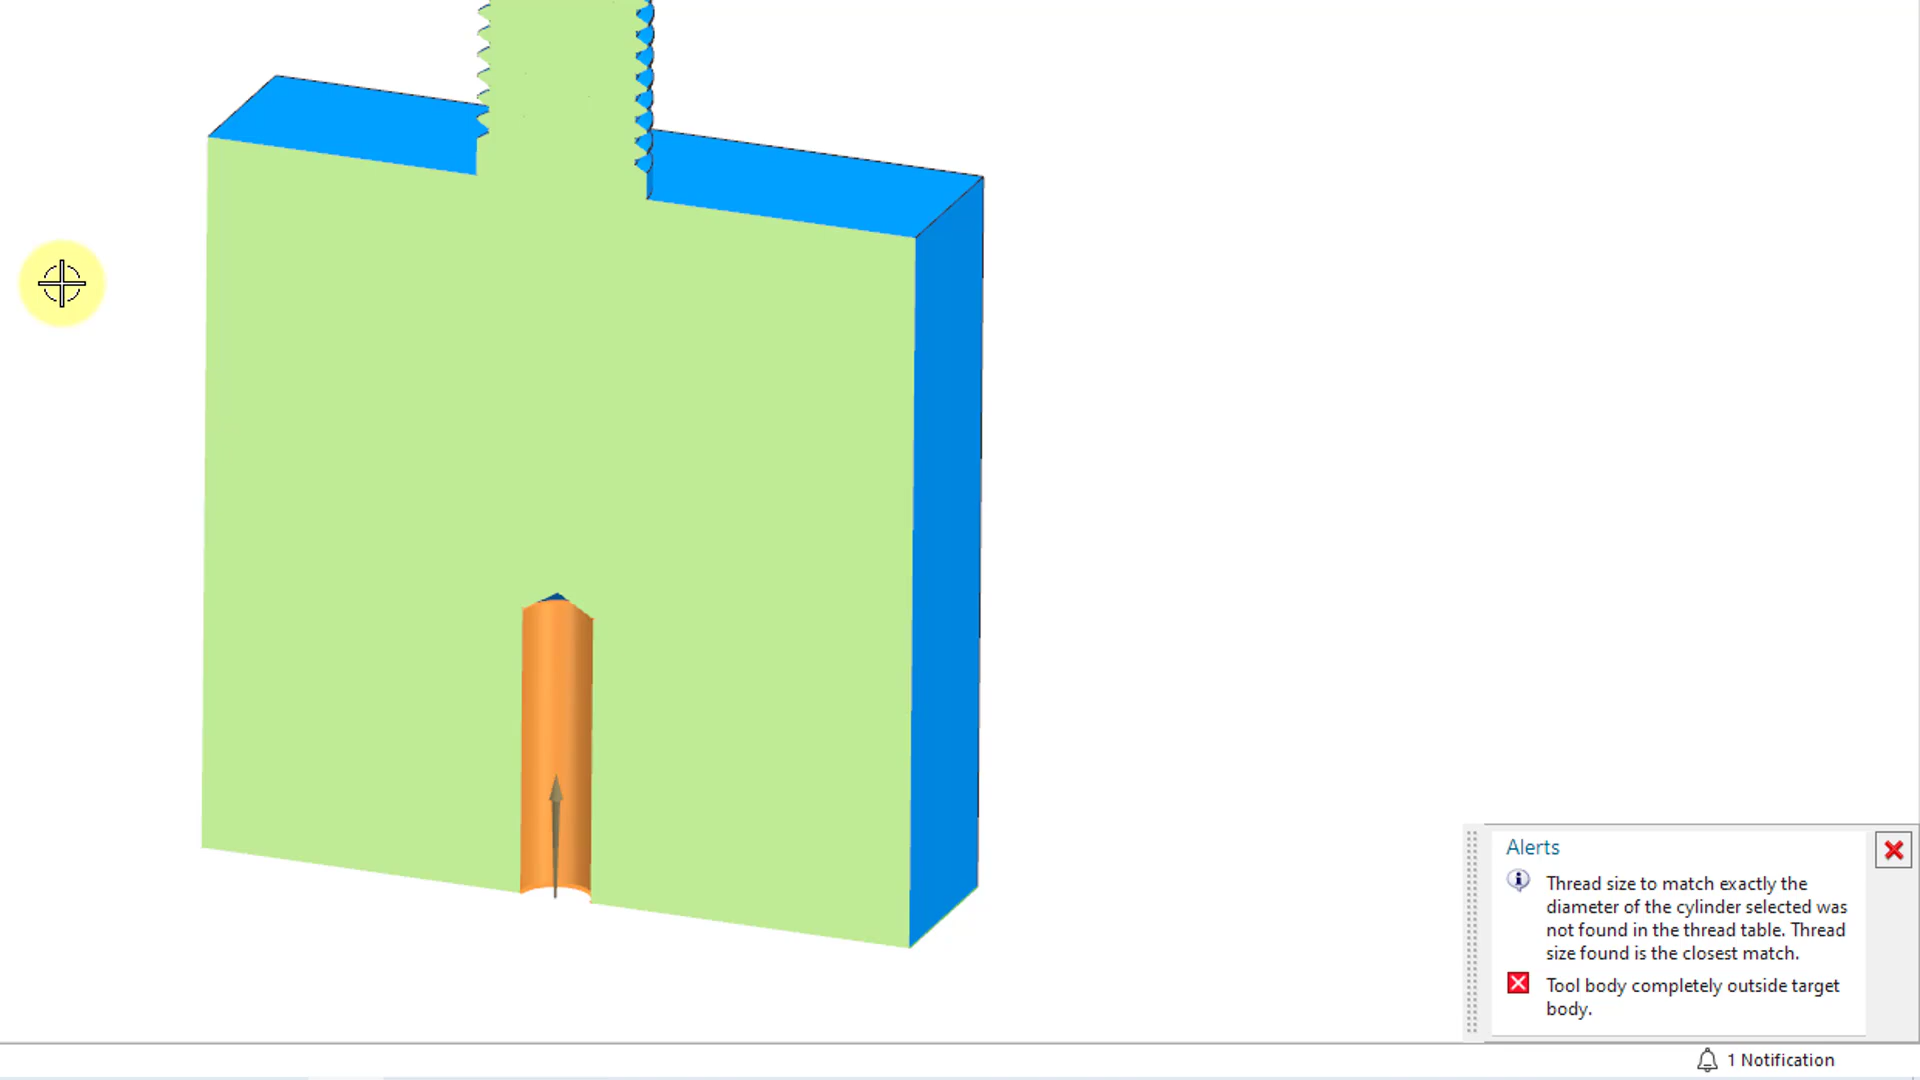 Alerts
Thread size to match exactly the
diameter of the cylinder selected was
not found in the thread table. Thread
size found is the closest match.
Tool body completely outside target
body.
1 Notification